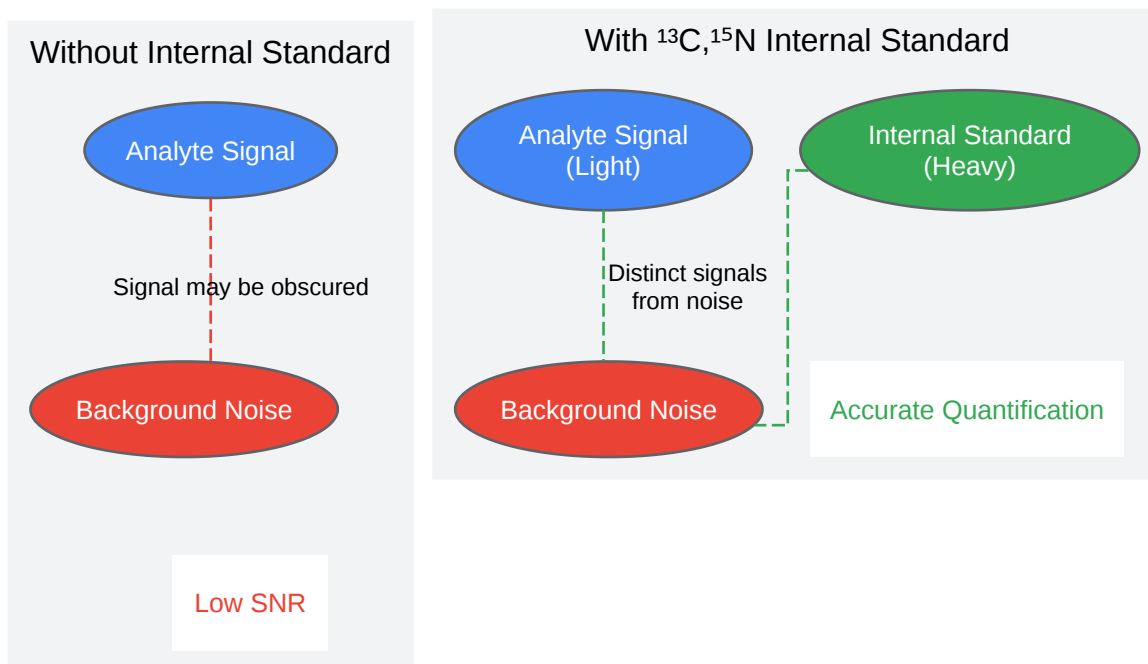 Without Internal Standard
Analyte Signal
Signal may be obscured
Background Noise
Low SNR
With ¹³C,¹⁵N Internal Standard
Analyte Signal
(Light)
Internal Standard
(Heavy)
Distinct signals
from noise
Background Noise
Accurate Quantification